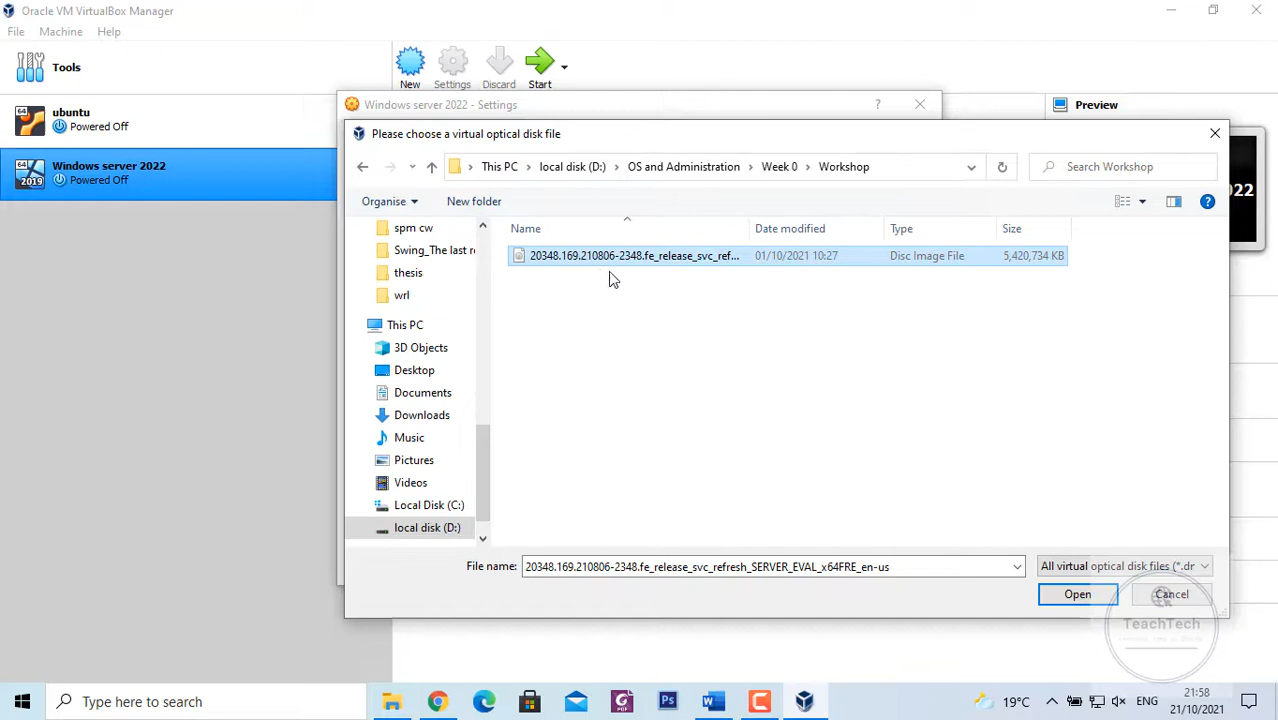 Oracle VM VirtualBox Manager
File Machine Help
Tools
New Settings Discard Start
64
ubuntu
Powered Off
64
2019
Windows server 2022
Powered Off
Windows server 2022 - Settings ?
Preview
Please choose a virtual optical disk file
This PC local disk (D:) OS and Administration Week 0 Workshop
Search Workshop
Organise New folder
Name Date modified Type Size
20348.169.210806-2348.fe_release_svc_ref... 01/10/2021 10:27 Disc Image File 5,420,734 KB
spm cw
Swing_The last re
thesis
wrl
This PC
3D Objects
Desktop
Documents
Downloads
Music
Pictures
Videos
Local Disk (C:)
local disk (D:)
File name: 20348.169.210806-2348.fe_release_svc_refresh_SERVER_EVAL_x64FRE_en-us
All virtual optical disk files (*.dr
Open Cancel
TeachTech
Type here to search
19°C ENG
21:58
21/10/2021